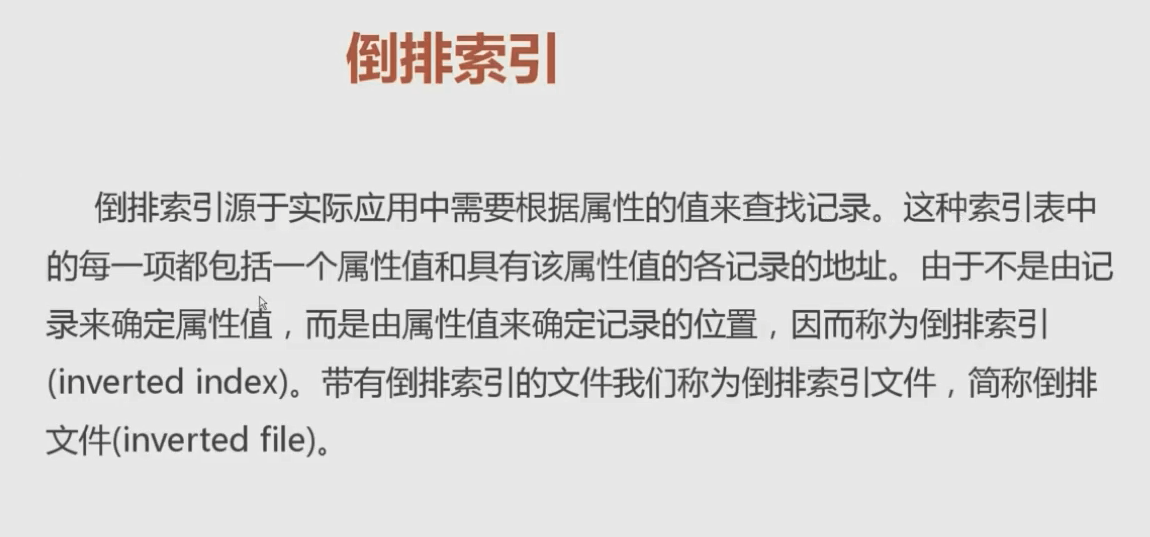 倒排索引
倒排索引源于实际应用中需要根据属性的值来查找记录。这种索引表中
的每一项都包括一个属性值和具有该属性值的各记录的地址。由于不是由记
录来确定属性值，而是由属性值来确定记录的位置，因而称为倒排索引
(inverted index)。带有倒排索引的文件我们称为倒排索引文件，简称倒排
文件(inverted file)。